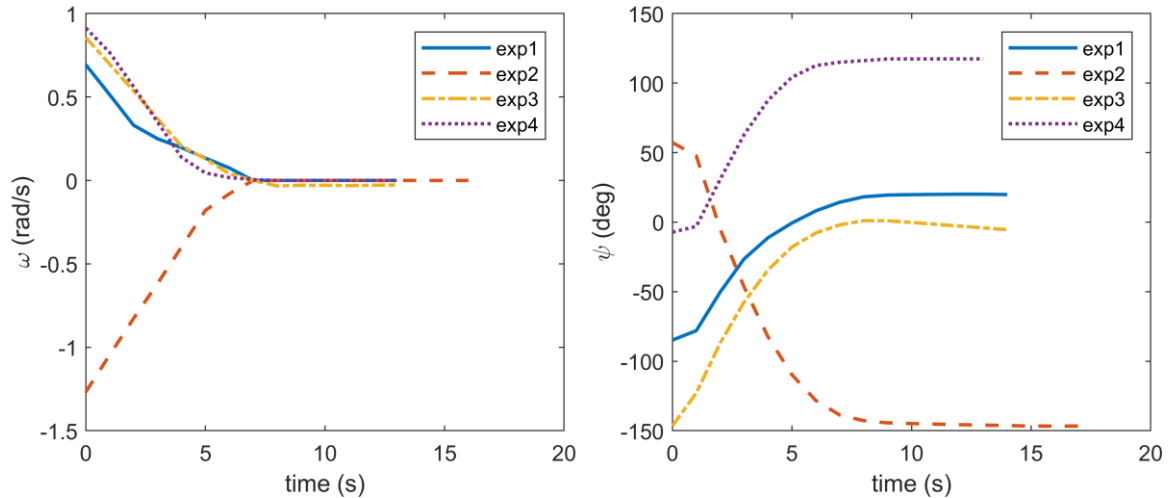 1
0.5
0
-0.5
-1
-1.5
ω (rad/s)
0 5 10 15 20
time (s)
exp1
exp2
exp3
exp4
150
100
50
0
-50
-100
-150
ψ (deg)
0 5 10 15 20
time (s)
exp1
exp2
exp3
exp4